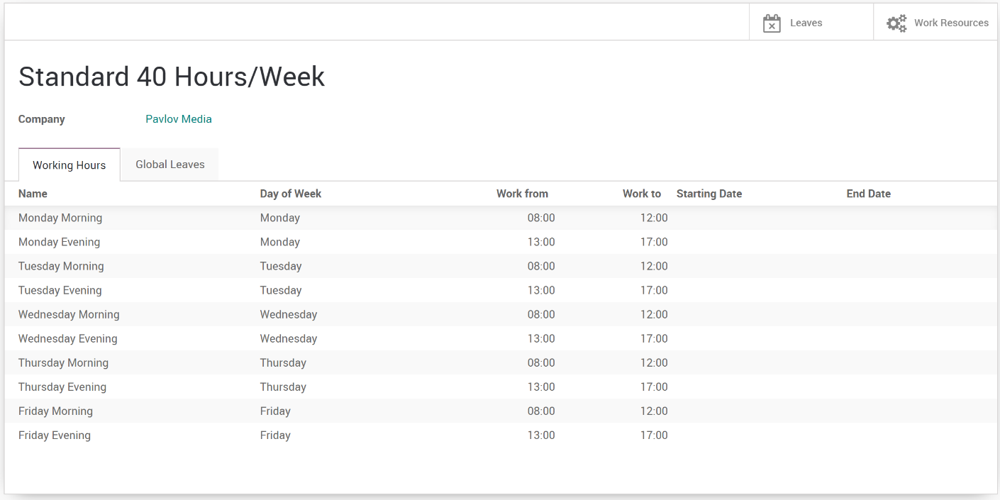 Leaves Work Resources
Standard 40 Hours/Week
Company Pavlov Media
Working Hours Global Leaves
Name Day of Week Work from Work to Starting Date End Date
Monday Morning Monday 08:00 12:00
Monday Evening Monday 13:00 17:00
Tuesday Morning Tuesday 08:00 12:00
Tuesday Evening Tuesday 13:00 17:00
Wednesday Morning Wednesday 08:00 12:00
Wednesday Evening Wednesday 13:00 17:00
Thursday Morning Thursday 08:00 12:00
Thursday Evening Thursday 13:00 17:00
Friday Morning Friday 08:00 12:00
Friday Evening Friday 13:00 17:00